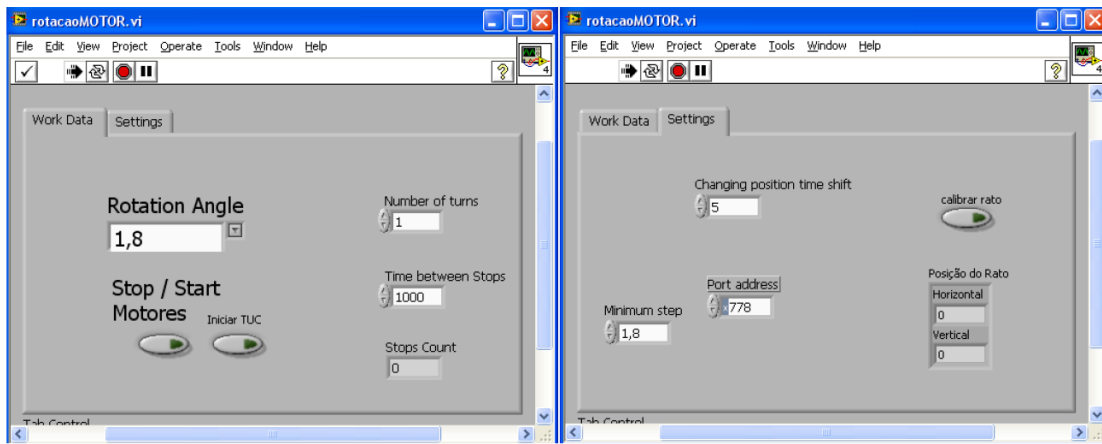 rotacaoMOTOR.vi
File Edit View Project Operate Tools Window Help
4
Work Data Settings
Rotation Angle
1,8
Number of turns
1
Stop / Start
Motores
Iniciar TUC
Time between Stops
1000
Stops Count
0
Tab Control
rotacaoMOTOR.vi
File Edit View Project Operate Tools Window Help
4
Work Data Settings
Changing position time shift
5
calibrar rato
Port address
x778
Minimum step
1,8
Posição do Rato
Horizontal
0
Vertical
0
Tab Control